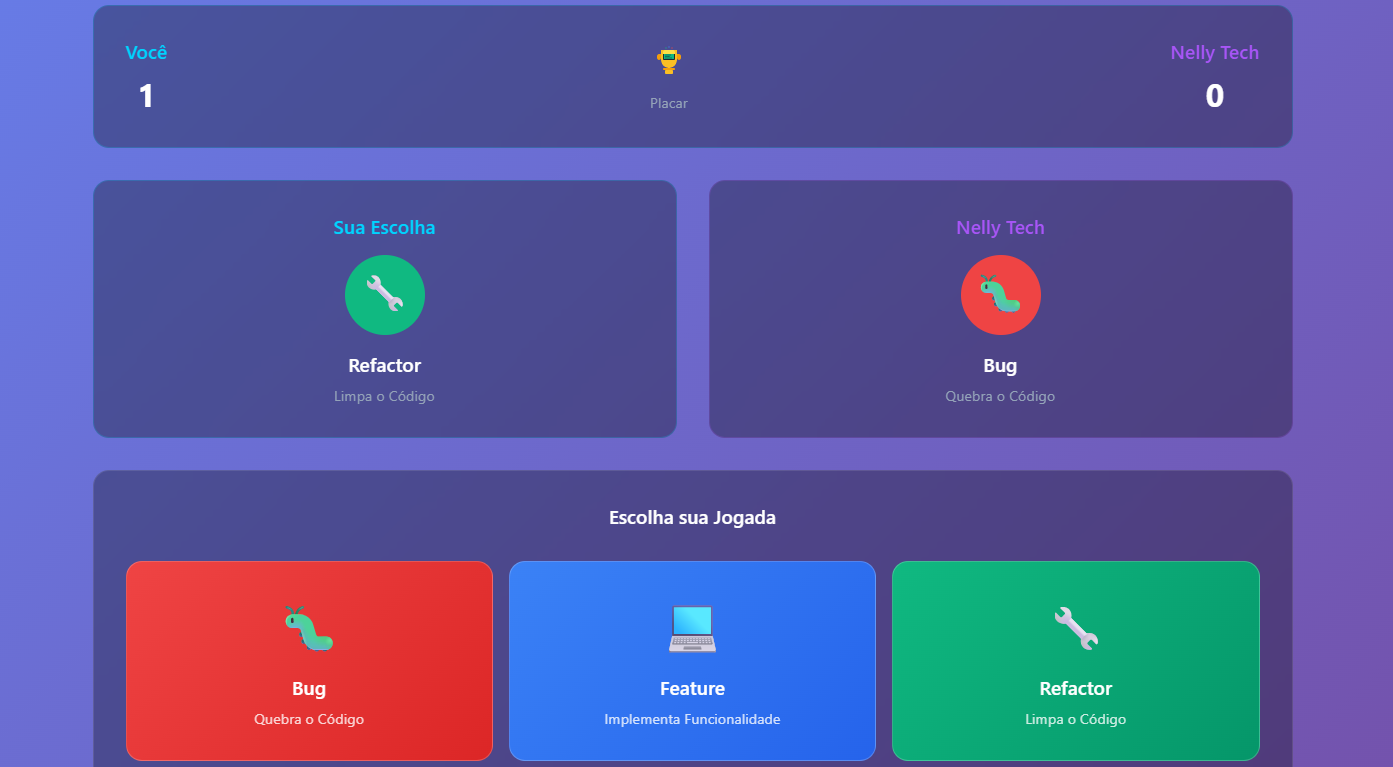 Você
Nelly Tech
1
0
Placar
Sua Escolha
Refactor
Limpa o Código
Nelly Tech
Bug
Quebra o Código
Escolha sua Jogada
Bug
Quebra o Código
Feature
Implementa Funcionalidade
Refactor
Limpa o Código